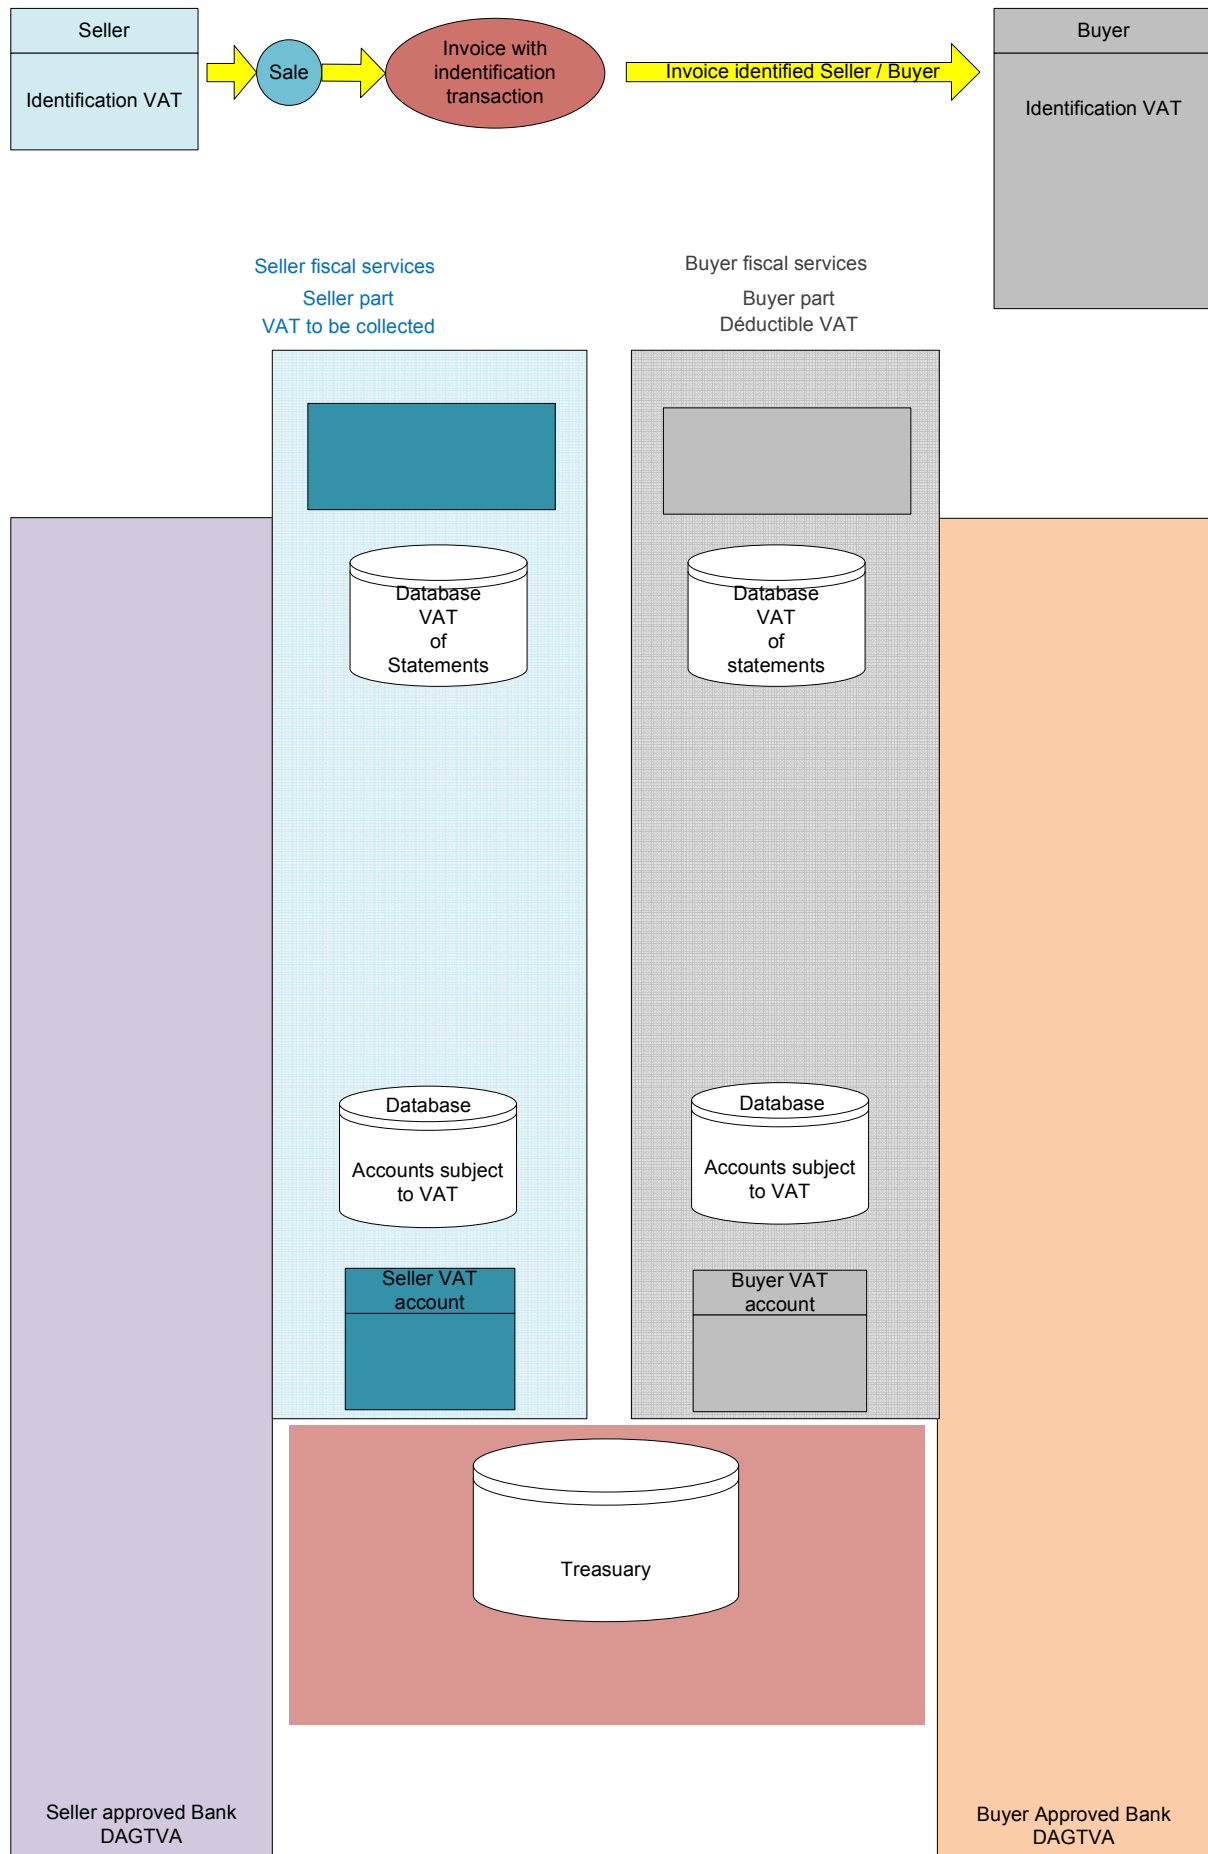 Seller
Identification VAT
Sale
Invoice with
indentification
transaction
Invoice identified Seller / Buyer
Buyer
Identification VAT
Seller fiscal services
Seller part
VAT to be collected
Buyer fiscal services
Buyer part
Déductible VAT
Database
VAT
of
Statements
Database
VAT
of
statements
Database
Accounts subject
to VAT
Database
Accounts subject
to VAT
Seller VAT
account
Buyer VAT
account
Treasuary
Seller approved Bank
DAGTVA
Buyer Approved Bank
DAGTVA